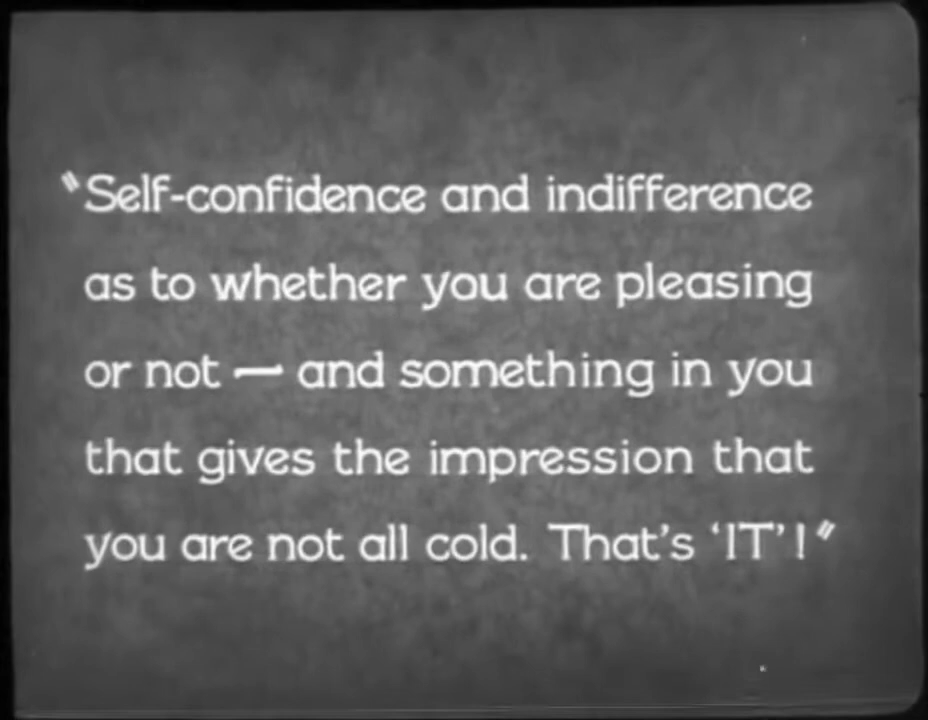 "Self-confidence and indifference
as to whether you are pleasing
or not — and something in you
that gives the impression that
you are not all cold. That's 'IT'!"